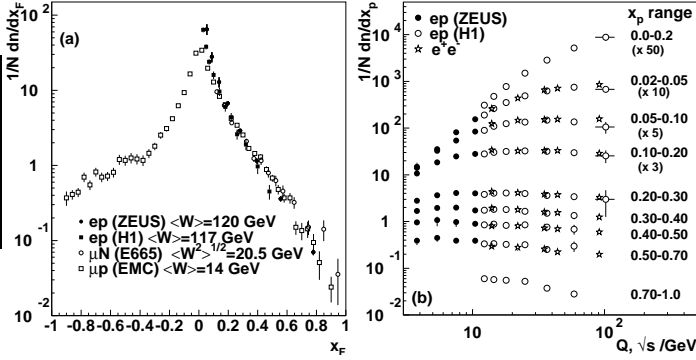 1/N dn/dx_F
10^2
10
1
10^-1
10^-2
(a)
ep (ZEUS) <W>=120 GeV
ep (H1) <W>=117 GeV
μN (E665) <W^2>^1/2=20.5 GeV
μp (EMC) <W>=14 GeV
-1 -0.8 -0.6 -0.4 -0.2 0 0.2 0.4 0.6 0.8 1
x_F
1/N dn/dx_p
10^5
10^4
10^3
10^2
10
1
10^-1
10^-2
ep (ZEUS)
ep (H1)
e^+e^-
x_p range
0.0-0.2
(x 50)
0.02-0.05
(x 10)
0.05-0.10
(x 5)
0.10-0.20
(x 3)
0.20-0.30
0.30-0.40
0.40-0.50
0.50-0.70
0.70-1.0
(b)
10 10^2
Q, √s /GeV